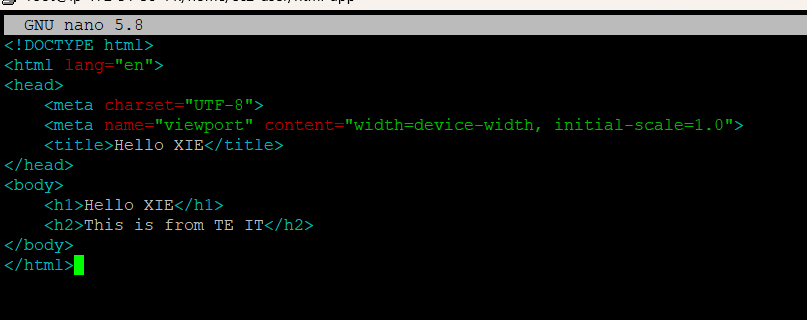 GNU nano 5.8
<!DOCTYPE html>
<html lang="en">
<head>
    <meta charset="UTF-8">
    <meta name="viewport" content="width=device-width, initial-scale=1.0">
    <title>Hello XIE</title>
</head>
<body>
    <h1>Hello XIE</h1>
    <h2>This is from TE IT</h2>
</body>
</html>